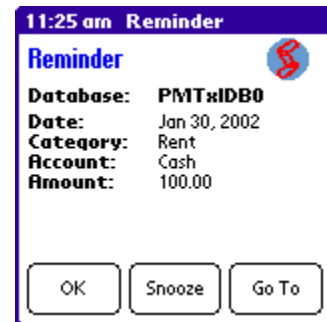 11:25 am Reminder
Reminder
Database: PMTxIDB0
Date: Jan 30, 2002
Category: Rent
Account: Cash
Amount: 100.00
OK Snooze Go To